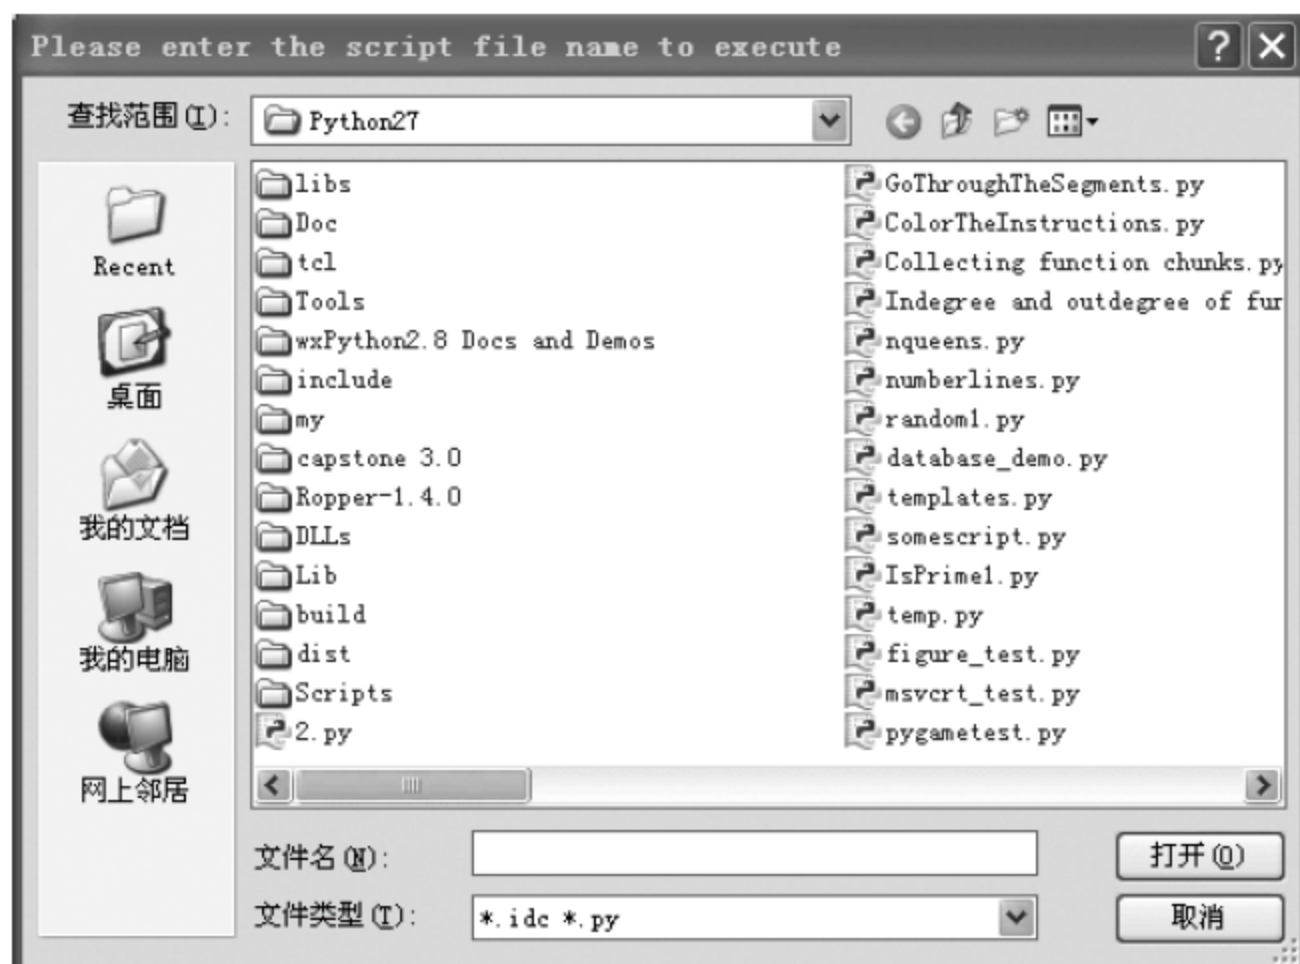 Please enter the script file name to execute
查找范围(I):
Python27
Recent
桌面
我的文档
我的电脑
网上邻居
libs
Doc
tcl
Tools
wxPython2.8 Docs and Demos
include
my
capstone 3.0
Ropper-1.4.0
DLLs
Lib
build
dist
Scripts
2.py
GoThroughTheSegments.py
ColorTheInstructions.py
Collecting function chunks.py
Indegree and outdegree of fur
nqueens.py
numberlines.py
random1.py
database_demo.py
templates.py
somescript.py
IsPrime1.py
temp.py
figure_test.py
msvcrt_test.py
pygametest.py
文件名(N):
打开(O)
文件类型(T):
*.idc *.py
取消